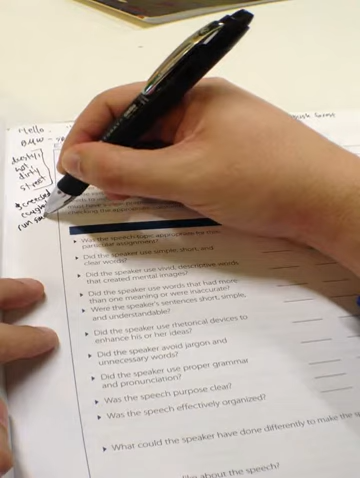 Hello
dusty,
not
dirty
street
particular assignment?
Did the speaker use simple, short, and
clear words?
Did the speaker use vivid, descriptive words
that created mental images?
Did the speaker use words that had more
than one meaning or were inaccurate?
Were the speaker's sentences short, simple,
and understandable?
Did the speaker use rhetorical devices to
enhance his or her ideas?
Did the speaker avoid jargon and
unnecessary words?
Did the speaker use proper grammar
and pronunciation?
Was the speech purpose clear?
Was the speech effectively organized?
What could the speaker have done differently to make the
about the speech?